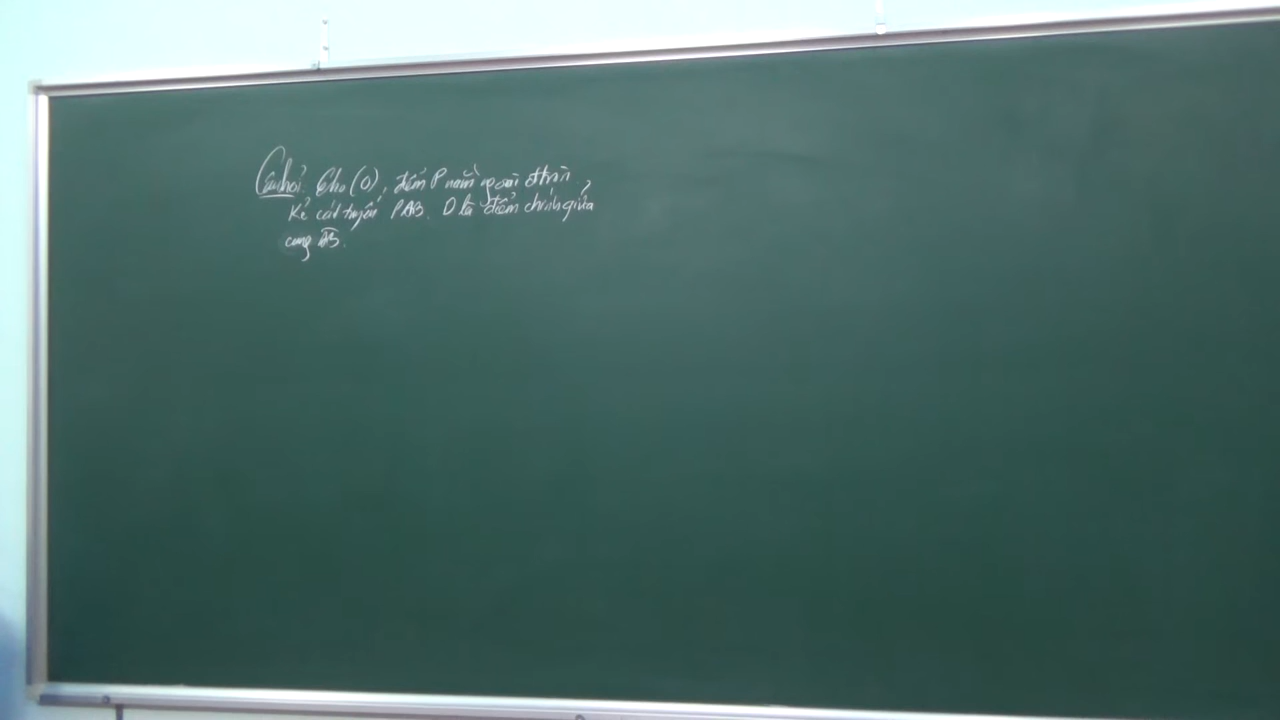 Câu hỏi: Cho (O), điểm P nằm ngoài đtròn.
Kẻ cát tuyến PAB. D là điểm chính giữa
cung AB.